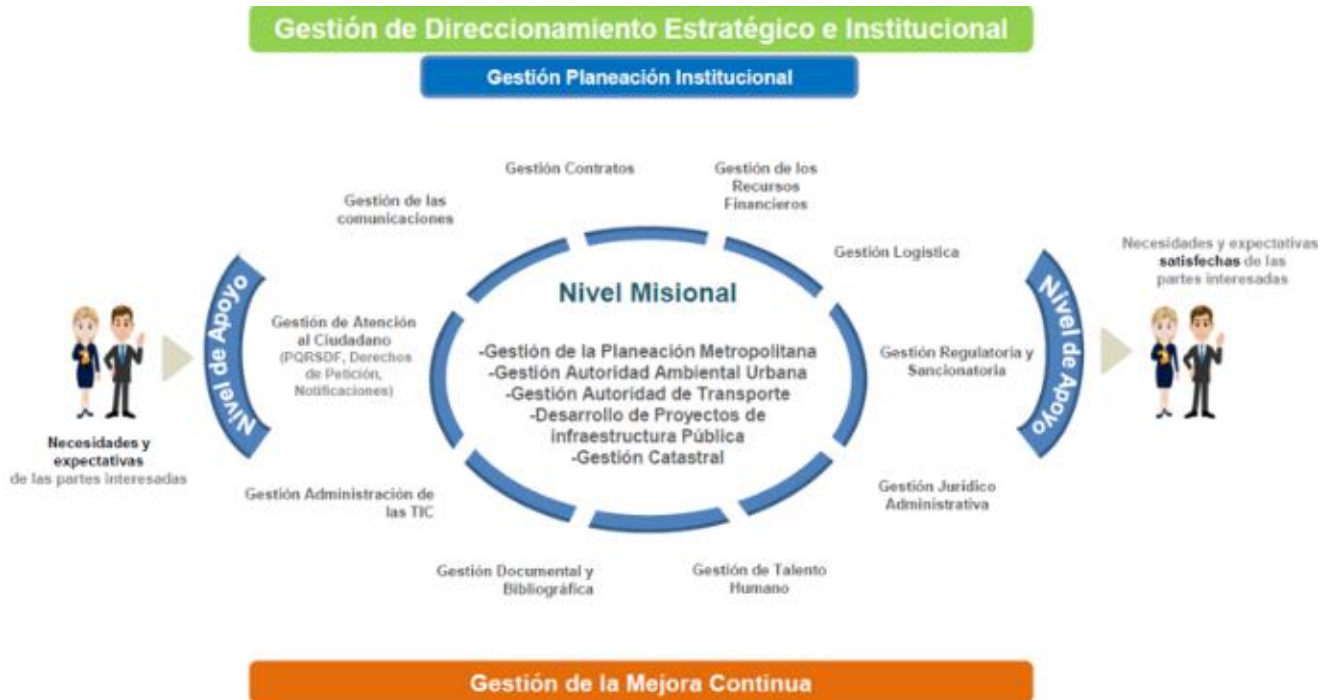 Gestión de Direccionamiento Estratégico e Institucional
Gestión Planeación Institucional
Gestión Contratos
Gestión de los
Recursos
Financieros
Gestión de las
comunicaciones
Gestión Logística
Necesidades y expectativas
satisfechas de las
partes interesadas
Nivel de Apoyo
Gestión de Atención
al Ciudadano
(PQRSDF, Derechos
de Petición,
Notificaciones)
Nivel Misional
-Gestión de la Planeación Metropolitana
-Gestión Autoridad Ambiental Urbana
-Gestión Autoridad de Transporte
-Desarrollo de Proyectos de
infraestructura Pública
-Gestión Catastral
Gestión Regulatoria y
Sancionatoria
Nivel de Apoyo
Necesidades y
expectativas
de las partes interesadas
Gestión Administración de
las TIC
Gestión Jurídico
Administrativa
Gestión Documental y
Bibliográfica
Gestión de Talento
Humano
Gestión de la Mejora Continua